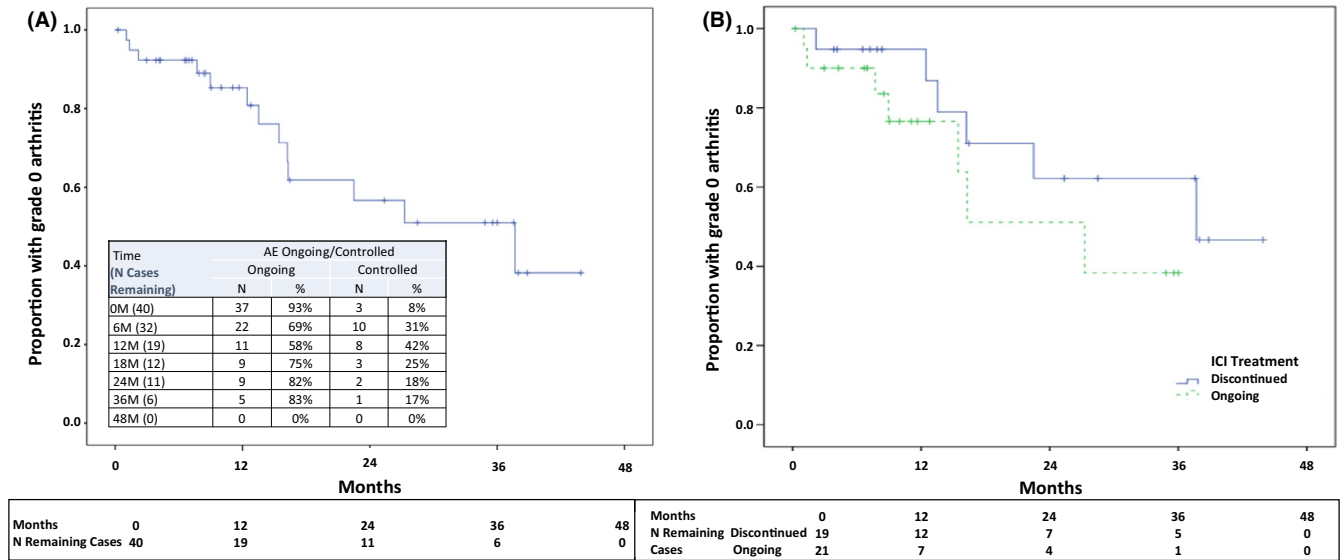 (A)
Proportion with grade 0 arthritis
1.0
0.8
0.6
0.4
0.2
0.0
Time AE Ongoing/Controlled
(N Cases Ongoing Controlled
Remaining) N % N %
0M (40) 37 93% 3 8%
6M (32) 22 69% 10 31%
12M (19) 11 58% 8 42%
18M (12) 9 75% 3 25%
24M (11) 9 82% 2 18%
36M (6) 5 83% 1 17%
48M (0) 0 0% 0 0%
0 12 24 36 48
Months
Months 0 12 24 36 48
N Remaining Cases 40 19 11 6 0
(B)
Proportion with grade 0 arthritis
1.0
0.8
0.6
0.4
0.2
0.0
ICI Treatment
Discontinued
Ongoing
0 12 24 36 48
Months
Months 0 12 24 36 48
N Remaining Discontinued 19 12 7 5 0
Cases Ongoing 21 7 4 1 0